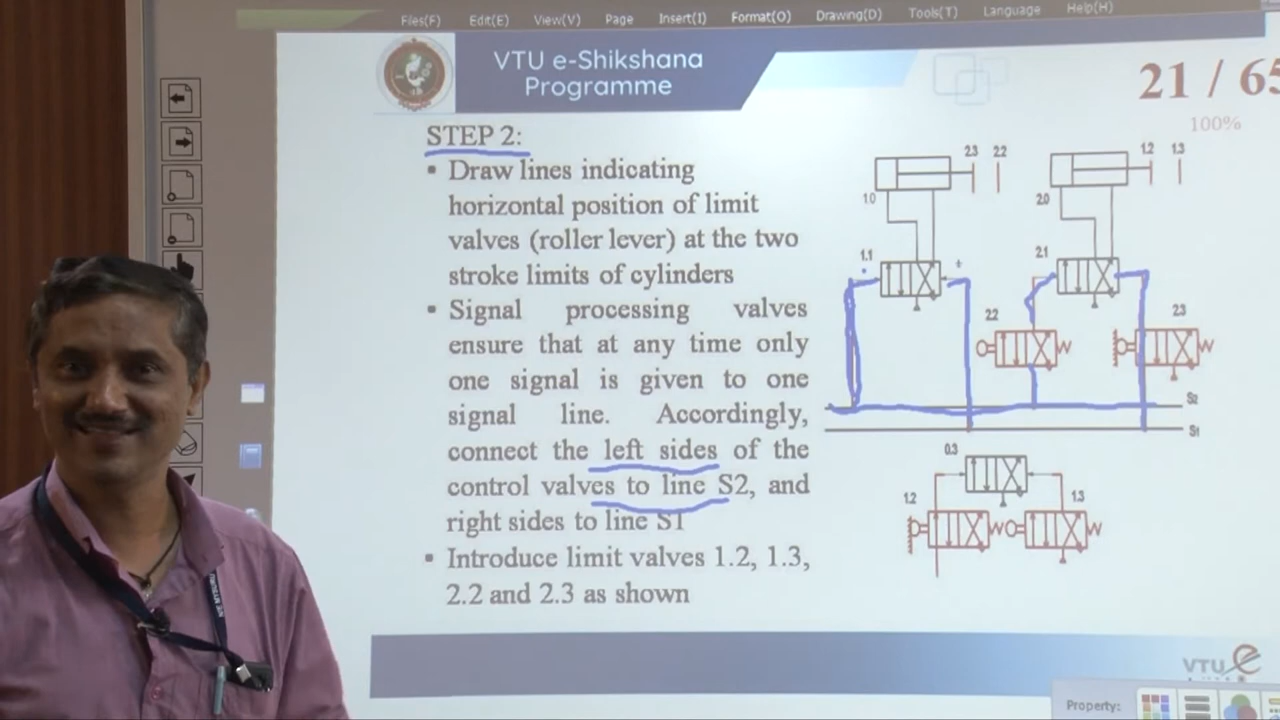 Files(F) Edit(E) View(V) Page Insert(I) Format(O) Drawing(D) Tools(T) Language Help(H)
VTU e-Shikshana
Programme
21 / 65
100%
STEP 2:
▪ Draw lines indicating
horizontal position of limit
valves (roller lever) at the two
stroke limits of cylinders
▪ Signal processing valves
ensure that at any time only
one signal is given to one
signal line. Accordingly,
connect the left sides of the
control valves to line S2, and
right sides to line S1
▪ Introduce limit valves 1.2, 1.3,
2.2 and 2.3 as shown
2.3 2.2 1.2 1.3
1.0 2.0
1.1 2.1
2.2 2.3
S2
S1
0.3
1.2 1.3
VTU e
Property: